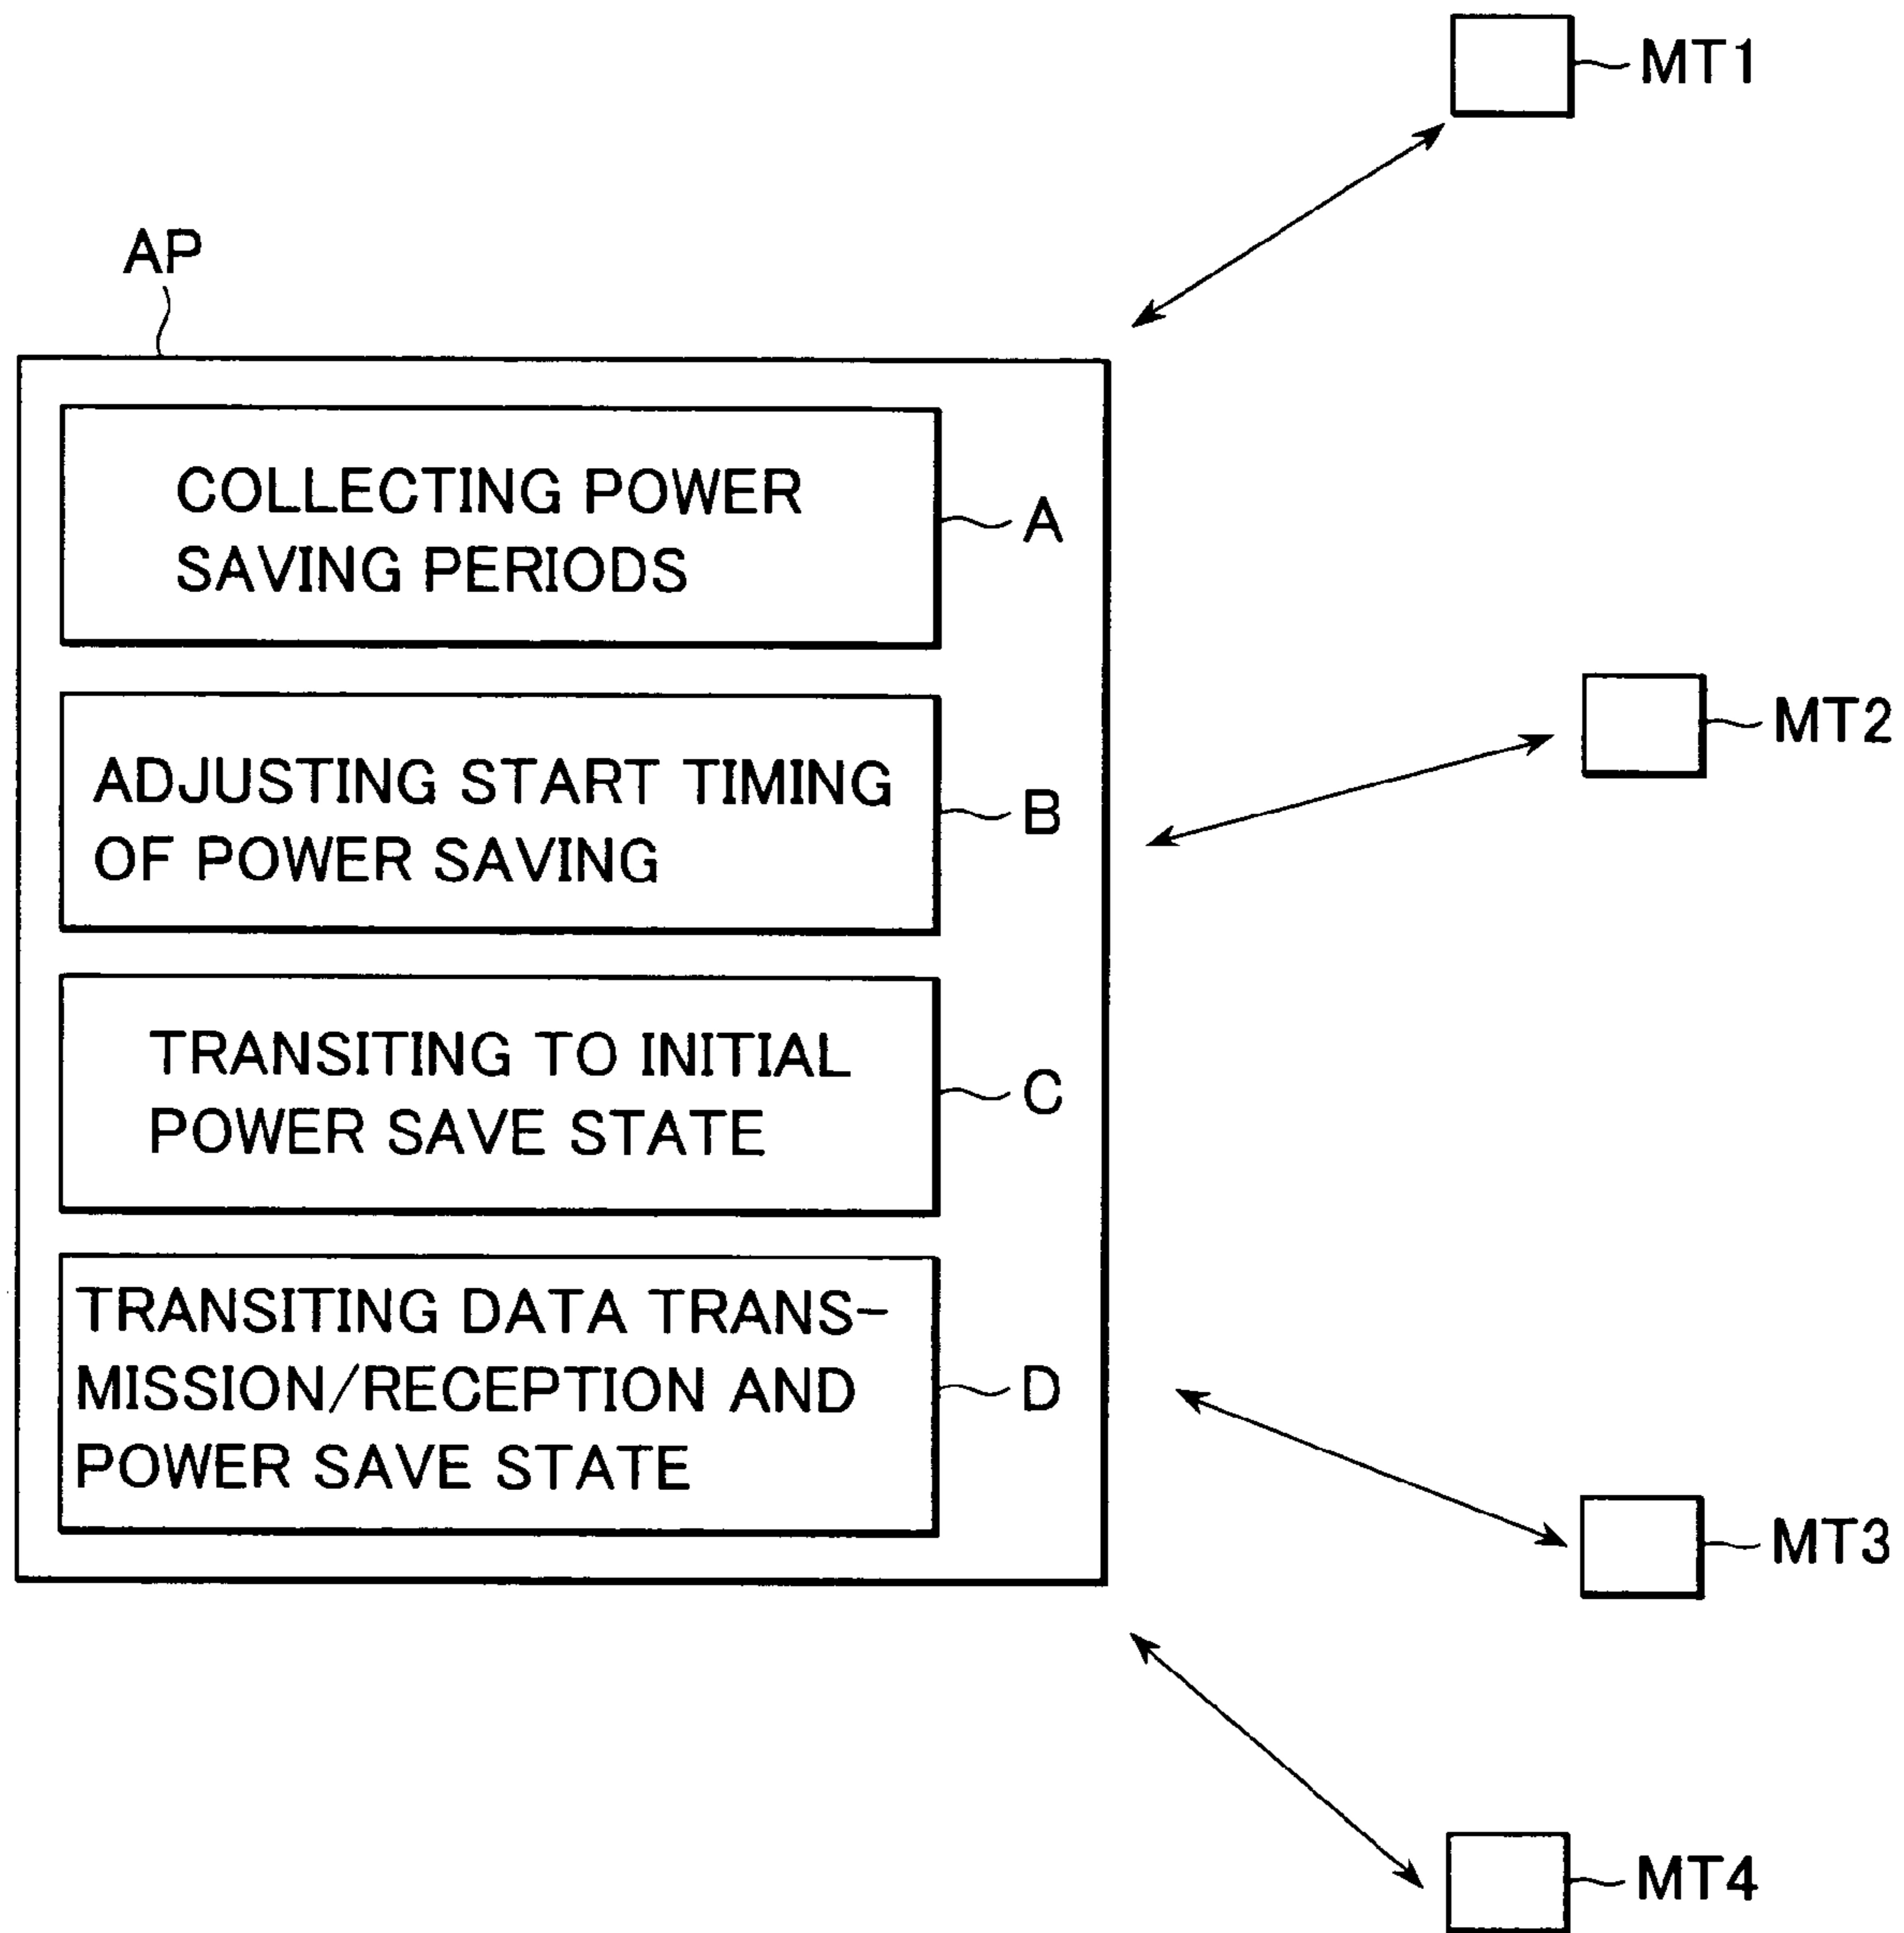 MT1
AP
COLLECTING POWER
SAVING PERIODS
A
MT2
ADJUSTING START TIMING
OF POWER SAVING
B
TRANSITING TO INITIAL
POWER SAVE STATE
C
TRANSITING DATA TRANS-
MISSION/RECEPTION AND
POWER SAVE STATE
D
MT3
MT4